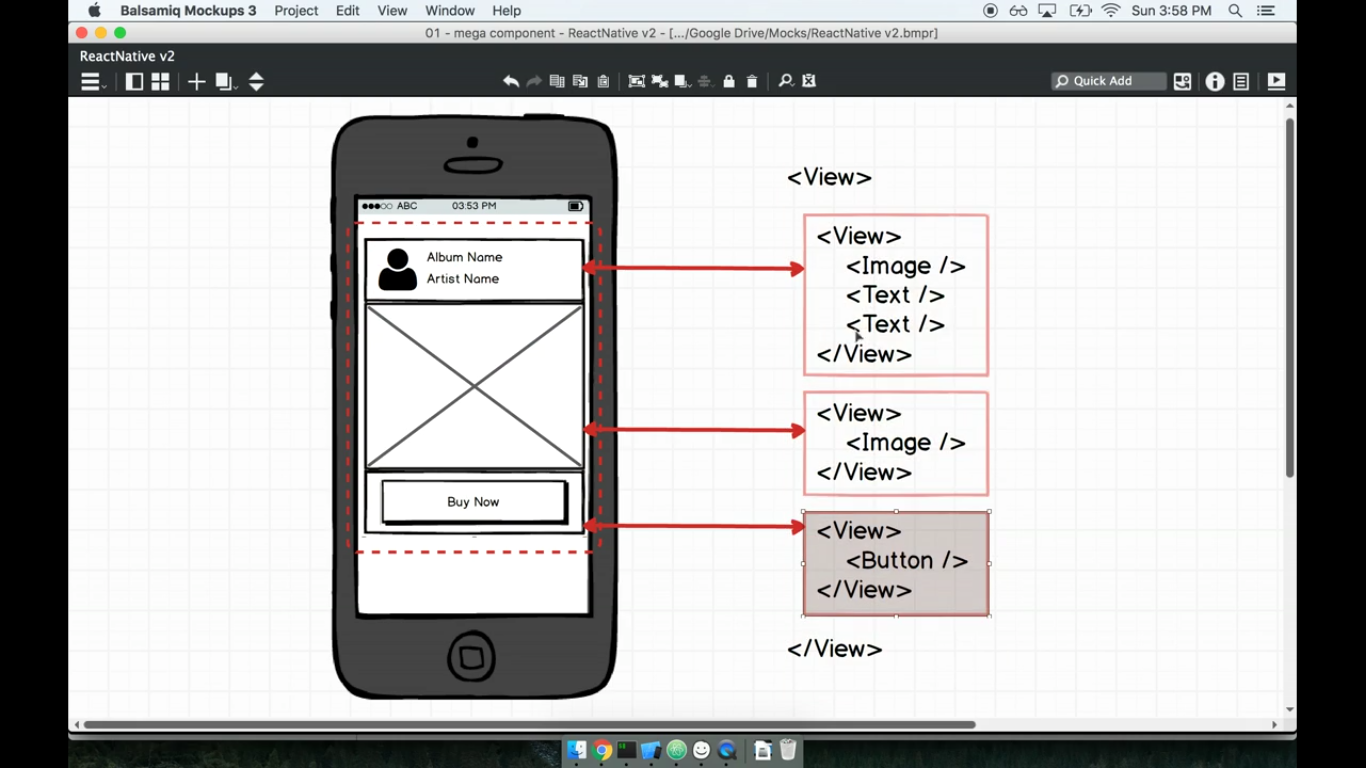 Balsamiq Mockups 3 Project Edit View Window Help Sun 3:58 PM
01 - mega component - ReactNative v2 - [.../Google Drive/Mocks/ReactNative v2.bmpr]
ReactNative v2
Quick Add
ABC 03:53 PM
Album Name
Artist Name
Buy Now
<View>
<View>
<Image />
<Text />
<Text />
</View>
<View>
<Image />
</View>
<View>
<Button />
</View>
</View>